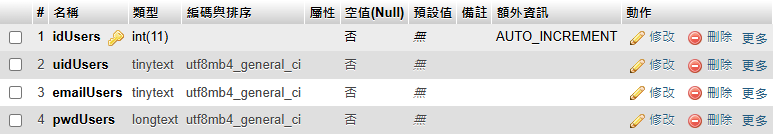 # 名稱 類型 編碼與排序 屬性 空值(Null) 預設值 備註 額外資訊 動作
1 idUsers int(11) 否 無 AUTO_INCREMENT 修改 刪除 更多
2 uidUsers tinytext utf8mb4_general_ci 否 無 修改 刪除 更多
3 emailUsers tinytext utf8mb4_general_ci 否 無 修改 刪除 更多
4 pwdUsers longtext utf8mb4_general_ci 否 無 修改 刪除 更多